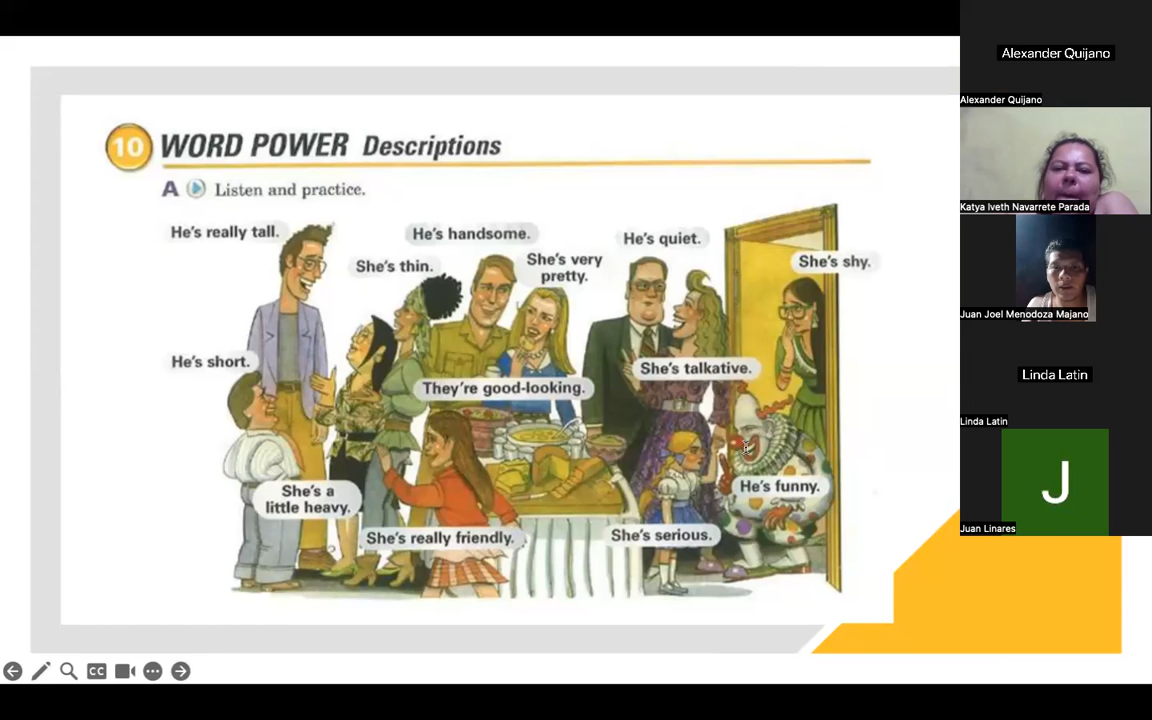 Alexander Quijano
Alexander Quijano
10 WORD POWER Descriptions
A Listen and practice.
He's really tall.
He's handsome.
He's quiet.
She's thin.
She's very
pretty.
She's shy.
He's short.
She's talkative.
They're good-looking.
She's a
little heavy.
He's funny.
She's really friendly.
She's serious.
Katya Iveth Navarrete Parada
Juan Joel Menodoza Majano
Linda Latin
Linda Latin
J
Juan Linares
CC